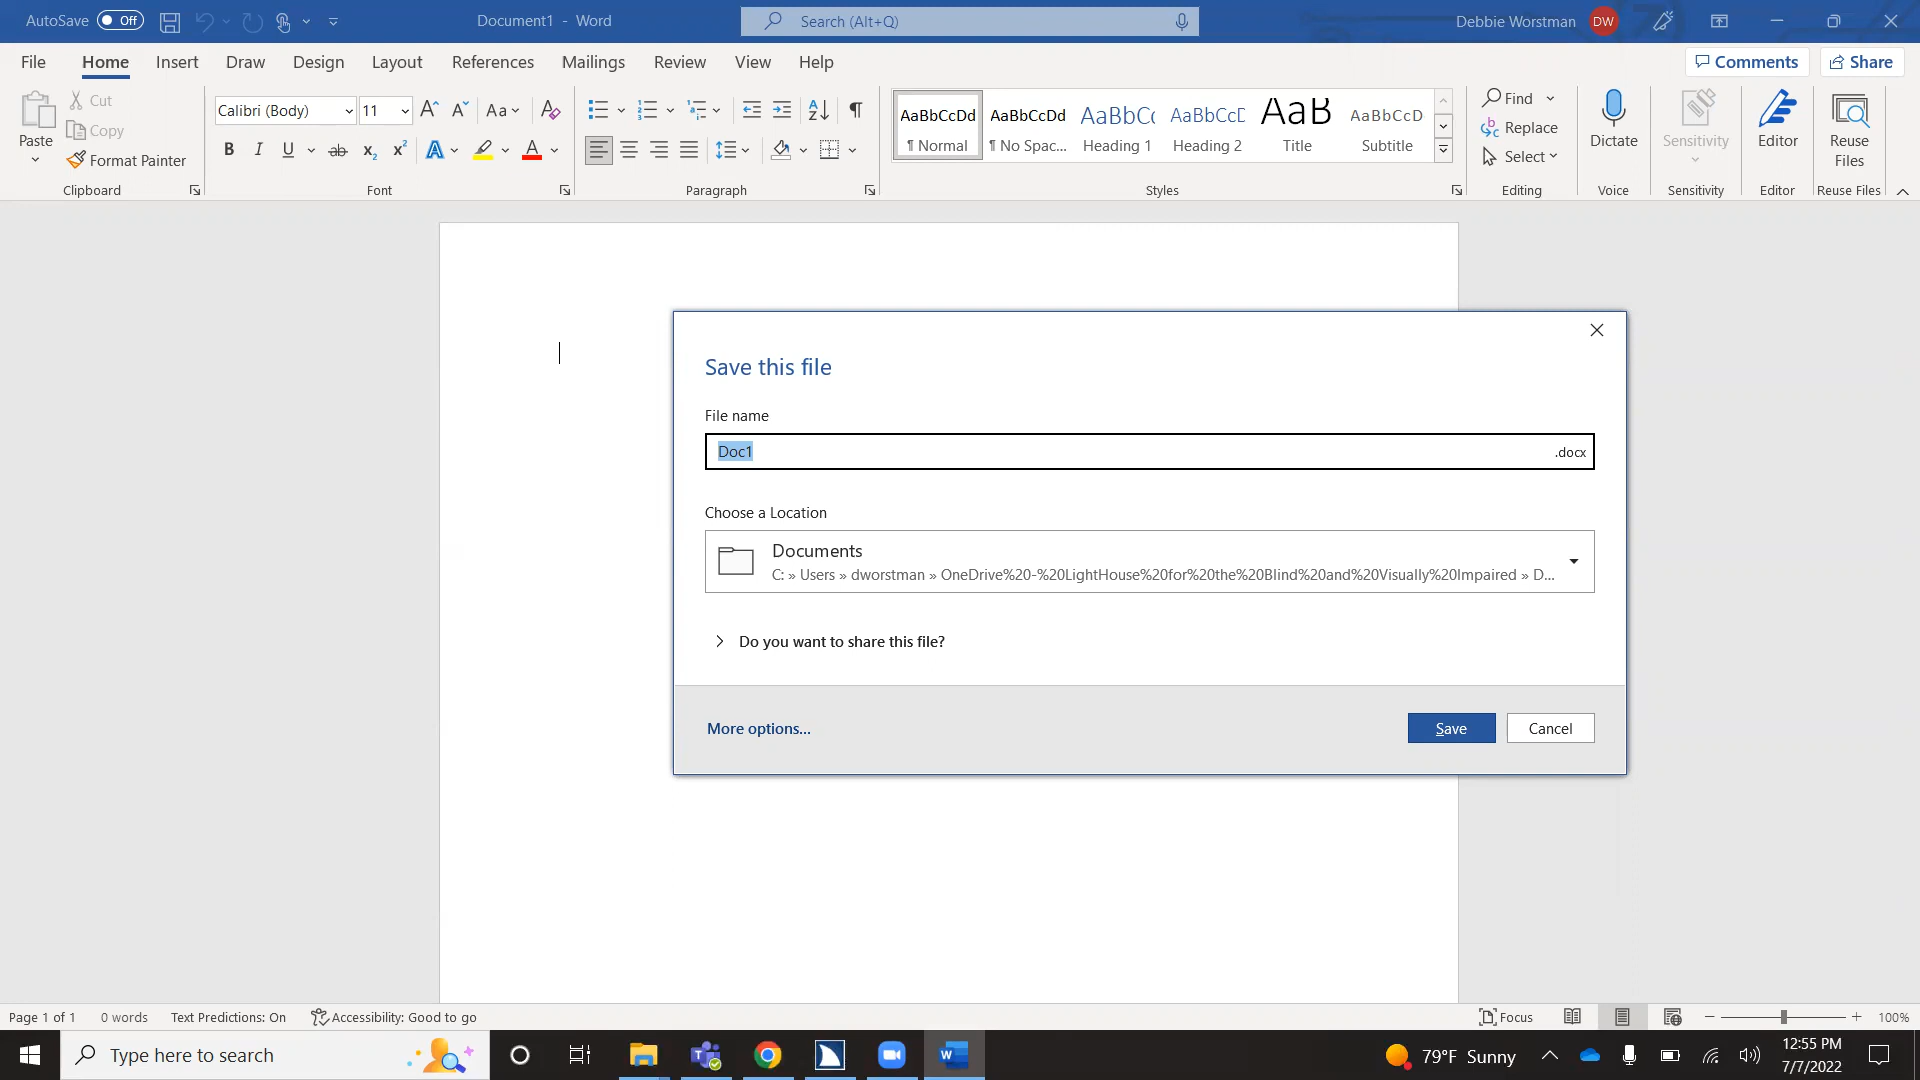 AutoSave Off Document1 - Word Search (Alt+Q) Debbie Worstman DW
File Home Insert Draw Design Layout References Mailings Review View Help Comments Share
Paste Cut Copy Format Painter
Calibri (Body) 11 Aa
AaBbCcDd AaBbCcDd AaBbCc AaBbCcD AaB AaBbCcD
¶ Normal ¶ No Spac... Heading 1 Heading 2 Title Subtitle
Find Replace Select
Dictate Sensitivity Editor Reuse Files
Clipboard Font Paragraph Styles Editing Voice Sensitivity Editor Reuse Files
Save this file
File name
Doc1 .docx
Choose a Location
Documents
C: » Users » dworstman » OneDrive%20-%20LightHouse%20for%20the%20Blind%20and%20Visually%20Impaired » D...
Do you want to share this file?
More options... Save Cancel
Page 1 of 1 0 words Text Predictions: On Accessibility: Good to go Focus 100%
Type here to search 79°F Sunny 12:55 PM
7/7/2022